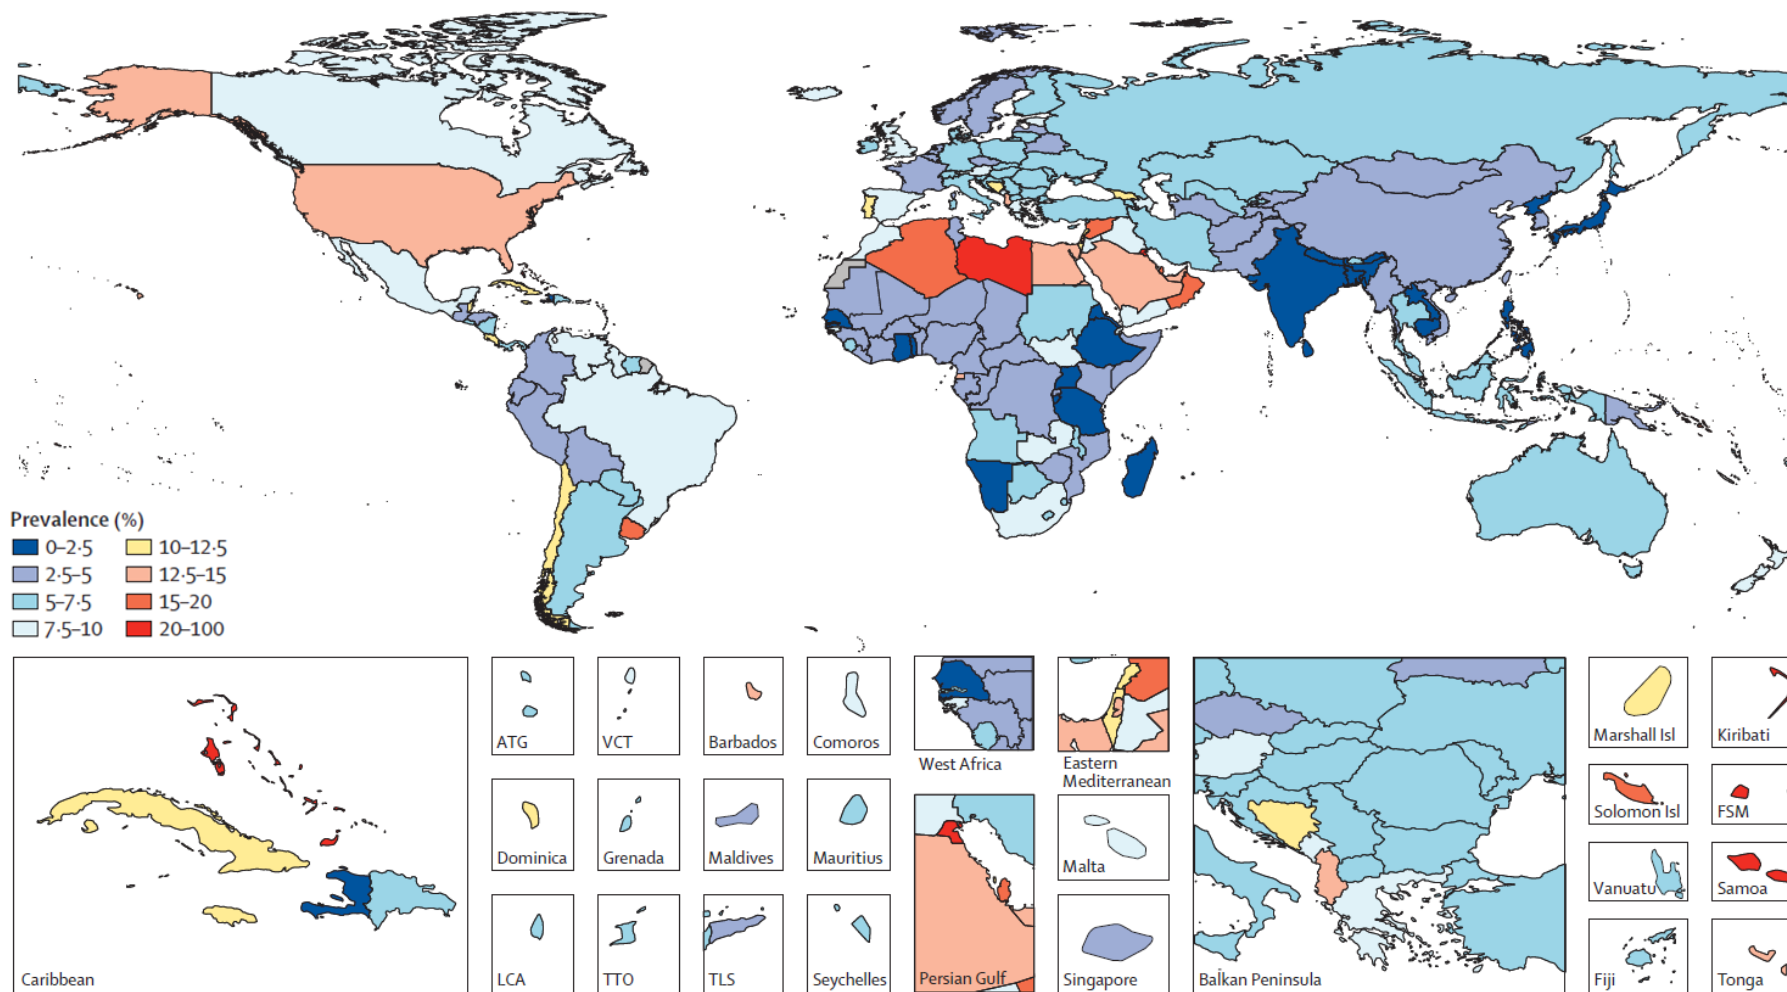 Prevalence (%)
0–2·5
10–12·5
2·5–5
12·5–15
5–7·5
15–20
7·5–10
20–100
Caribbean
ATG
VCT
Barbados
Comoros
West Africa
Eastern
Mediterranean
Marshall Isl
Kiribati
Dominica
Grenada
Maldives
Mauritius
Malta
Solomon Isl
FSM
Vanuatu
Samoa
LCA
TTO
TLS
Seychelles
Persian Gulf
Singapore
Balkan Peninsula
Fiji
Tonga